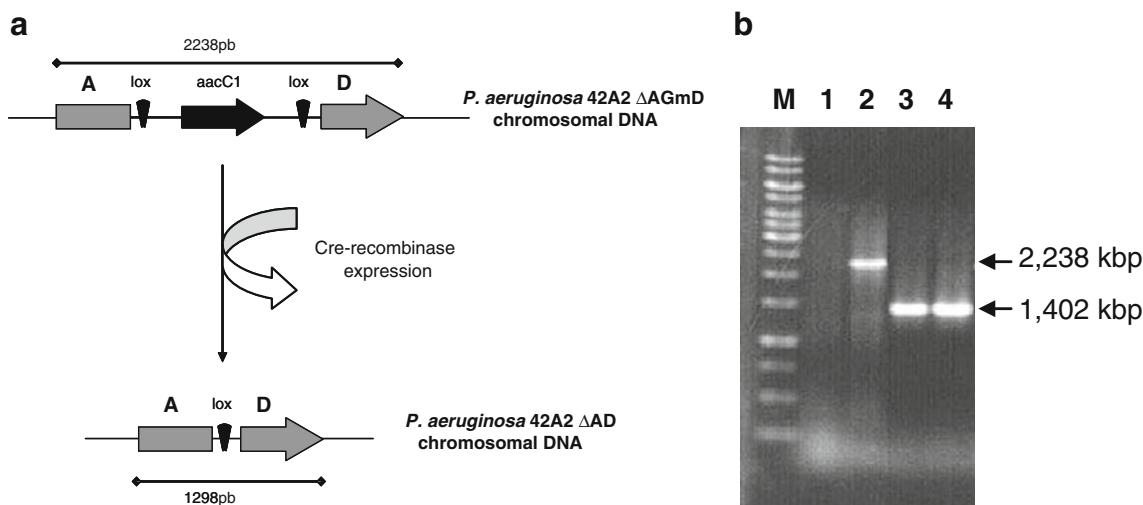 a
2238pb
A
lox
aacC1
lox
D
P. aeruginosa 42A2 ΔAGmD
chromosomal DNA
Cre-recombinase
expression
A
lox
D
P. aeruginosa 42A2 ΔAD
chromosomal DNA
1298pb
b
M 1 2 3 4
2,238 kbp
1,402 kbp